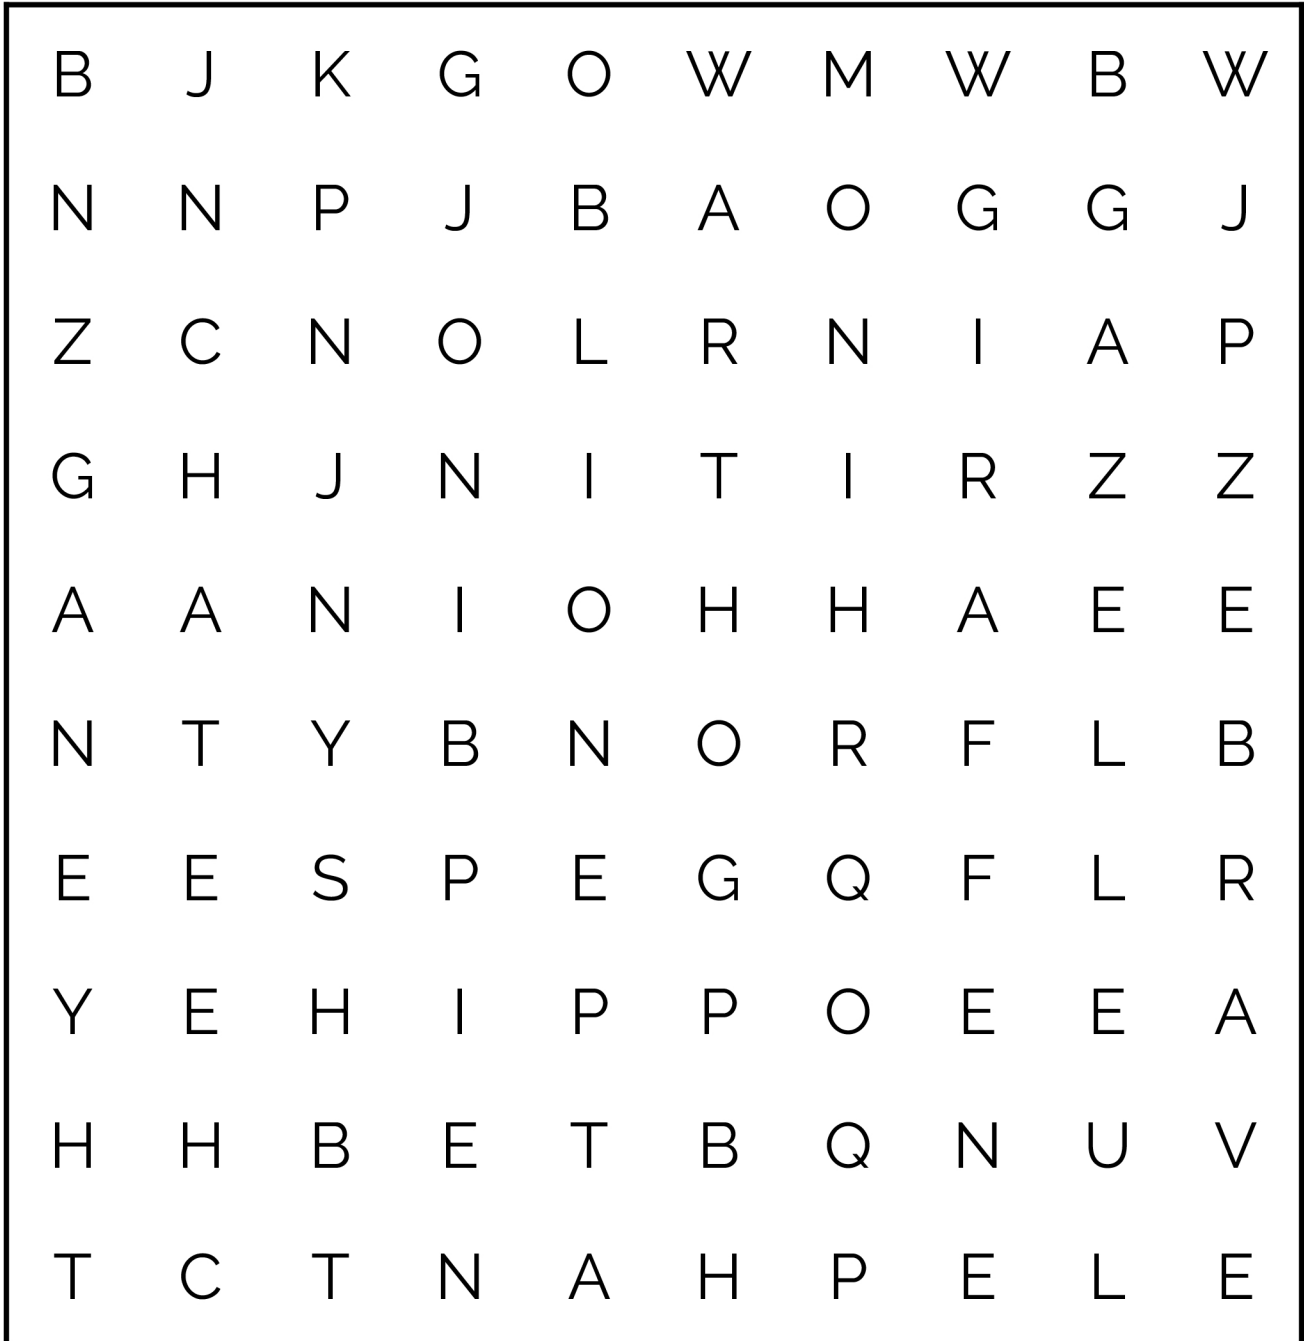 B J K G O W M W B W
N N P J B A O G G J
Z C N O L R N I A P
G H J N I T I R Z Z
A A N I O H H A E E
N T Y B N O R F L B
E E S P E G Q F L R
Y E H I P P O E E A
H H B E T B Q N U V
T C T N A H P E L E